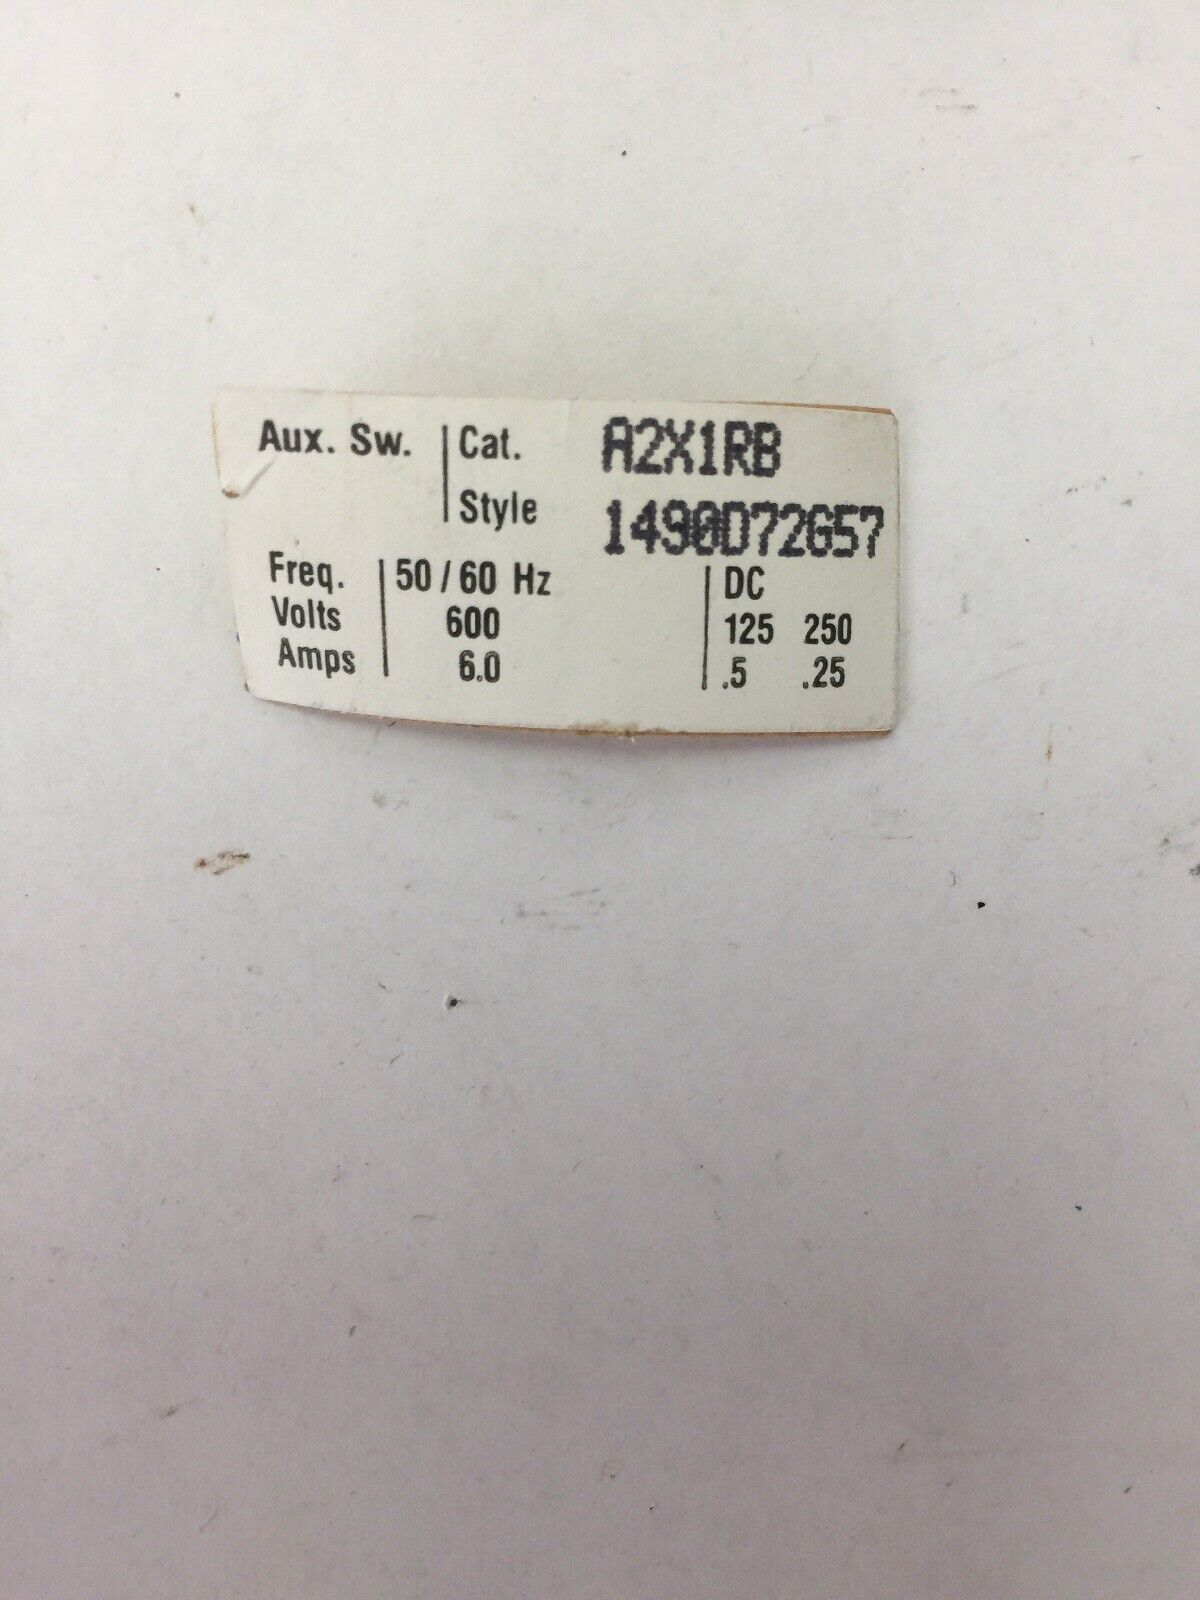 Aux. Sw. Cat. A2X1RB
Style 1490D72G57
Freq. 50/60 Hz DC
Volts 600 125 250
Amps 6.0 .5 .25